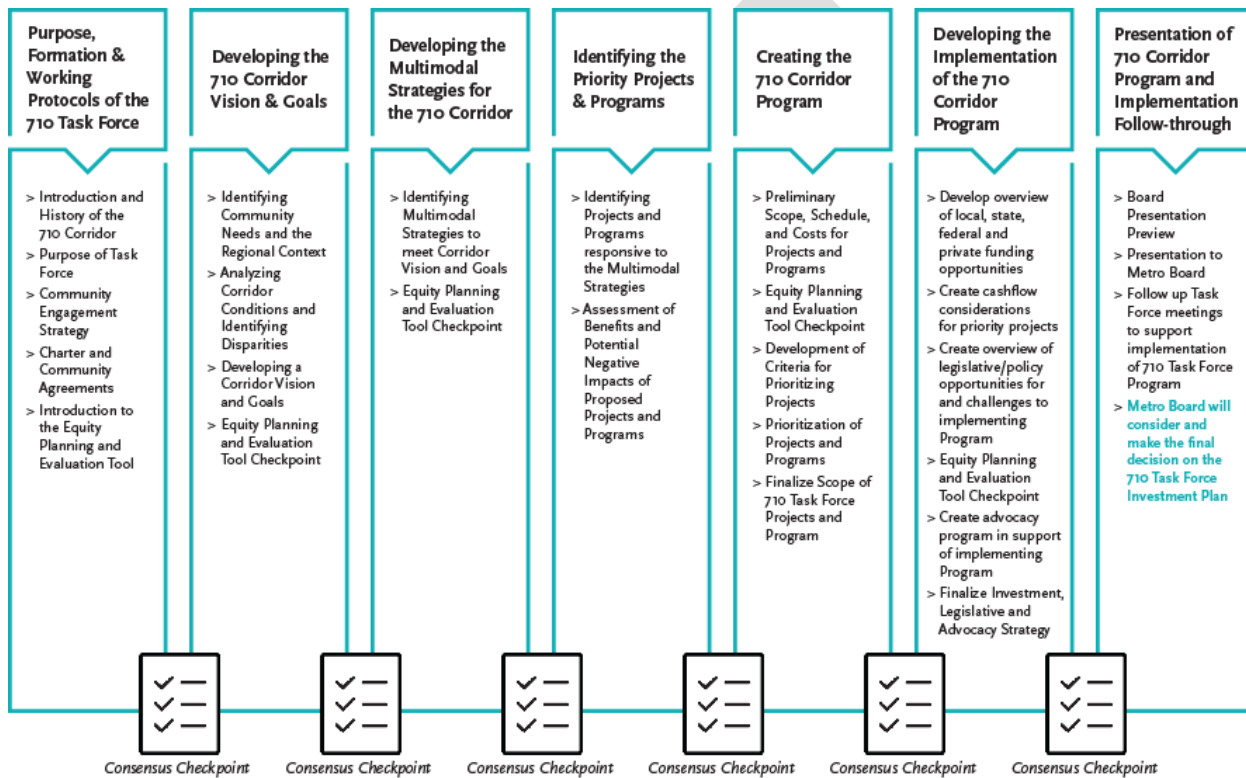 Purpose,
Formation &
Working
Protocols of the
710 Task Force
> Introduction and
History of the
710 Corridor
> Purpose of Task
Force
> Community
Engagement
Strategy
> Charter and
Community
Agreements
> Introduction to
the Equity
Planning and
Evaluation Tool
Developing the
710 Corridor
Vision & Goals
> Identifying
Community
Needs and the
Regional Context
> Analyzing
Corridor
Conditions and
Identifying
Disparities
> Developing a
Corridor Vision
and Goals
> Equity Planning
and Evaluation
Tool Checkpoint
Developing the
Multimodal
Strategies for
the 710 Corridor
> Identifying
Multimodal
Strategies to
meet Corridor
Vision and Goals
> Equity Planning
and Evaluation
Tool Checkpoint
Identifying the
Priority Projects
& Programs
> Identifying
Projects and
Programs
responsive to
the Multimodal
Strategies
> Assessment of
Benefits and
Potential
Negative
Impacts of
Proposed
Projects and
Programs
Creating the
710 Corridor
Program
> Preliminary
Scope, Schedule,
and Costs for
Projects and
Programs
> Equity Planning
and Evaluation
Tool Checkpoint
> Development of
Criteria for
Prioritizing
Projects
> Prioritization of
Projects and
Programs
> Finalize Scope of
710 Task Force
Projects and
Program
Developing the
Implementation
of the 710
Corridor
Program
> Develop overview
of local, state,
federal and
private funding
opportunities
> Create cashflow
considerations
for priority projects
> Create overview of
legislative/policy
opportunities for
and challenges to
implementing
Program
> Equity Planning
and Evaluation
Tool Checkpoint
> Create advocacy
program in support
of implementing
Program
> Finalize Investment,
Legislative and
Advocacy Strategy
Presentation of
710 Corridor
Program and
Implementation
Follow-through
> Board
Presentation
Preview
> Presentation to
Metro Board
> Follow up Task
Force meetings
to support
implementation
of 710 Task Force
Program
> Metro Board will
consider and
make the final
decision on the
710 Task Force
Investment Plan
Consensus Checkpoint
Consensus Checkpoint
Consensus Checkpoint
Consensus Checkpoint
Consensus Checkpoint
Consensus Checkpoint